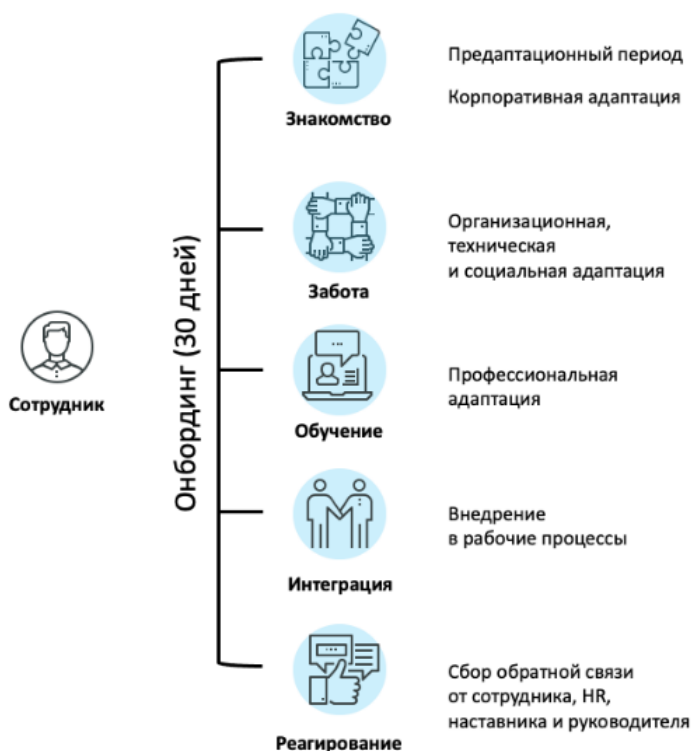 Сотрудник
Онбординг (30 дней)
Знакомство
Предаптационный период
Корпоративная адаптация
Забота
Организационная,
техническая
и социальная адаптация
Обучение
Профессиональная
адаптация
Интеграция
Внедрение
в рабочие процессы
Реагирование
Сбор обратной связи
от сотрудника, HR,
наставника и руководителя